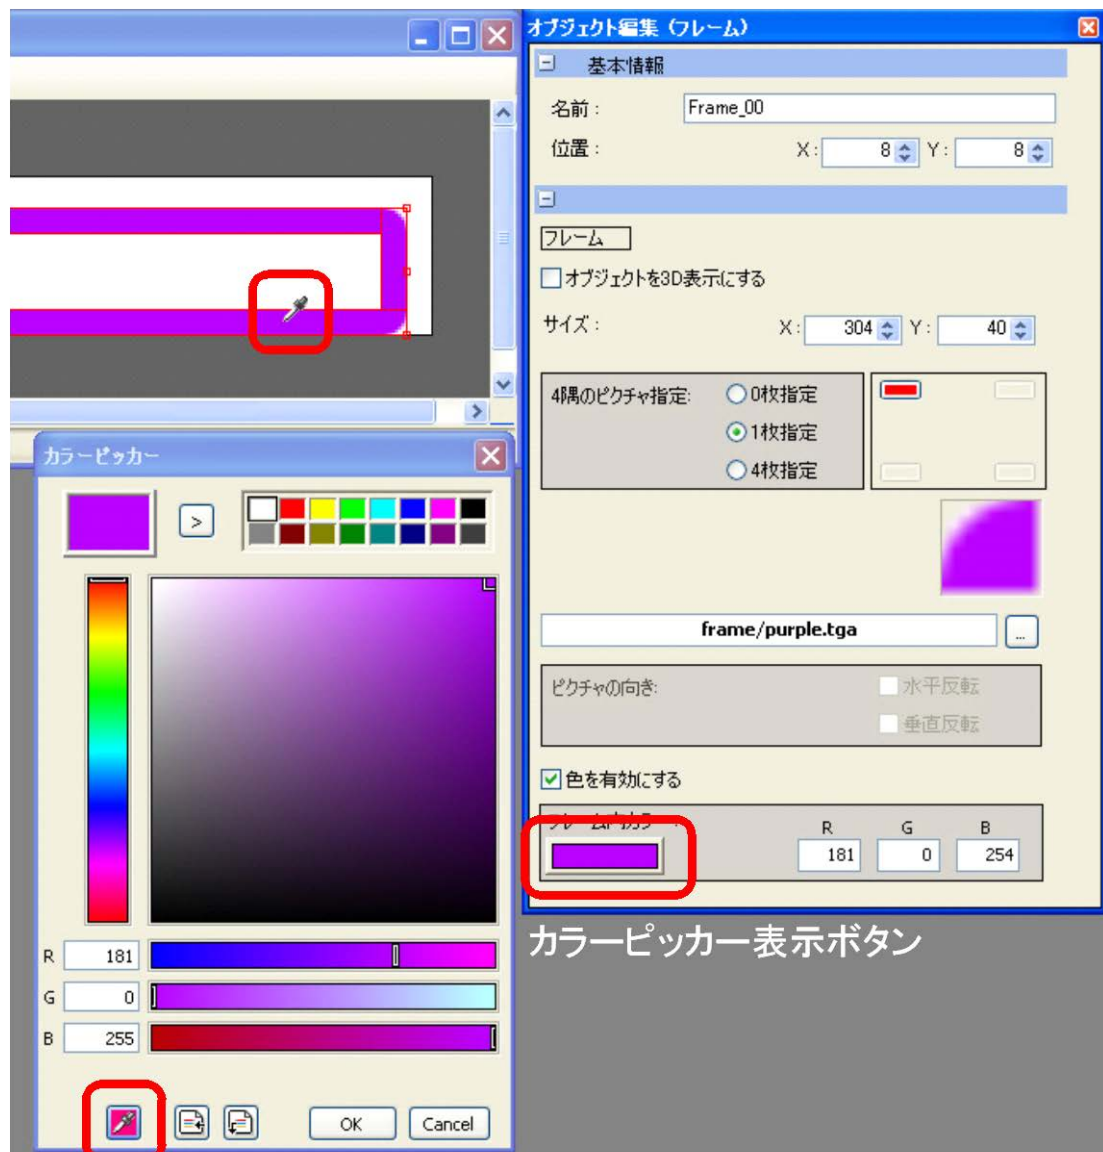 オブジェクト編集（フレーム）
基本情報
名前：
Frame_00
位置：
X： 8 Y： 8
フレーム
オブジェクトを3D表示にする
サイズ：
X： 304 Y： 40
4隅のピクチャ指定:
0枚指定
1枚指定
4枚指定
frame/purple.tga
...
ピクチャの向き:
水平反転
垂直反転
色を有効にする
R G B
181 0 254
カラーピッカー表示ボタン
カラーピッカー
>
R 181
G 0
B 255
OK Cancel